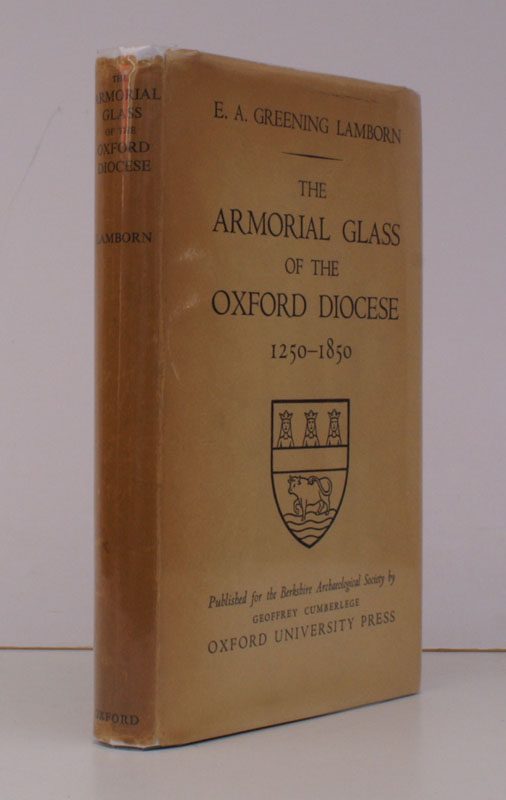 THE
ARMORIAL
GLASS
OF THE
OXFORD
DIOCESE
LAMBORN
OXFORD
E. A. GREENING LAMBORN
THE
ARMORIAL GLASS
OF THE
OXFORD DIOCESE
1250–1850
Published for the Berkshire Archaeological Society by
GEOFFREY CUMBERLEGE
OXFORD UNIVERSITY PRESS